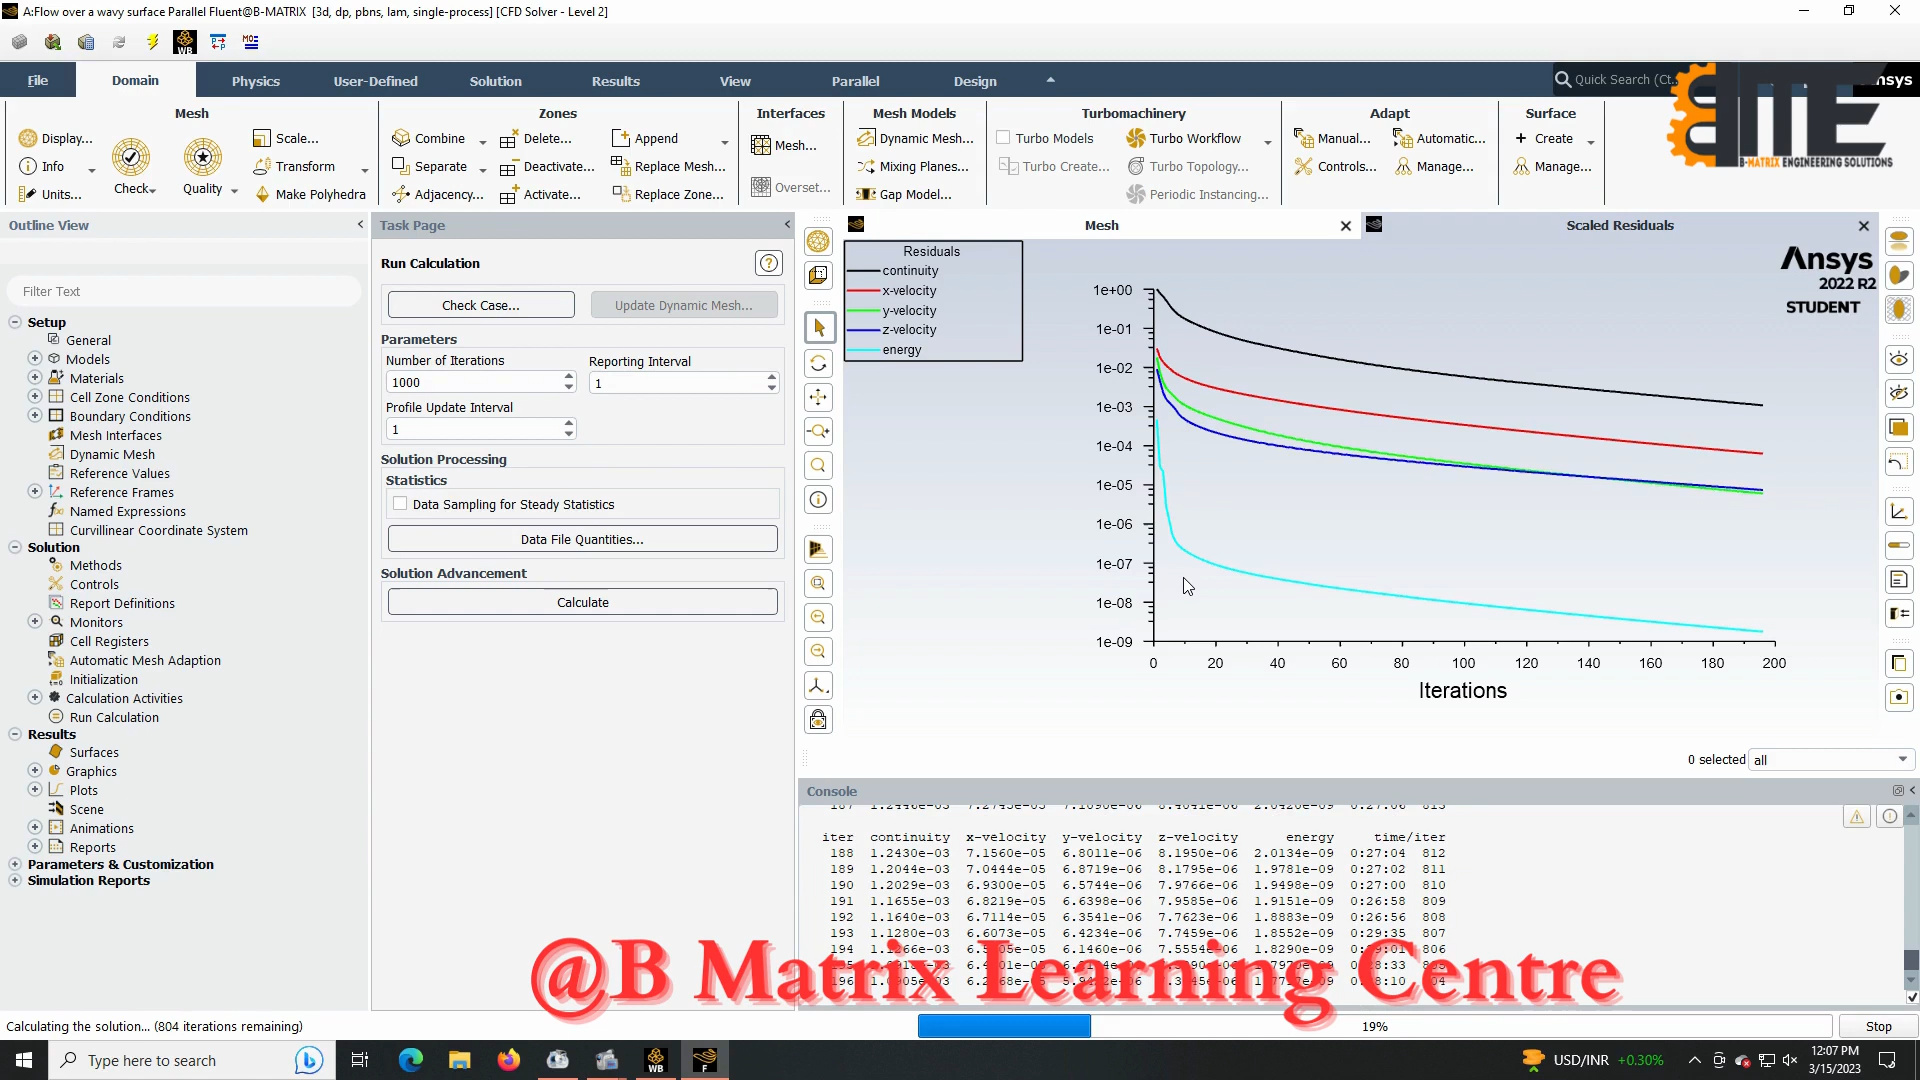 A:Flow over a wavy surface Parallel Fluent@B-MATRIX [3d, dp, pbns, lam, single-process] [CFD Solver - Level 2]
WB
File Domain Physics User-Defined Solution Results View Parallel Design
Quick Search (Ct...
nsys
B-MATRIX ENGINEERING SOLUTIONS
Mesh Zones Interfaces Mesh Models Turbomachinery Adapt Surface
Display... Scale... Combine Delete... Append Mesh... Dynamic Mesh... Turbo Models Turbo Workflow Manual... Automatic... Create
Info Check Quality Transform Separate Deactivate... Replace Mesh... Mixing Planes... Turbo Create... Turbo Topology... Controls... Manage... Manage...
Units... Make Polyhedra Adjacency... Activate... Replace Zone... Overset... Gap Model... Periodic Instancing...
Outline View
Filter Text
Setup
General
Models
Materials
Cell Zone Conditions
Boundary Conditions
Mesh Interfaces
Dynamic Mesh
Reference Values
Reference Frames
Named Expressions
Curvillinear Coordinate System
Solution
Methods
Controls
Report Definitions
Monitors
Cell Registers
Automatic Mesh Adaption
Initialization
Calculation Activities
Run Calculation
Results
Surfaces
Graphics
Plots
Scene
Animations
Reports
Parameters & Customization
Simulation Reports
Task Page
Run Calculation
Check Case... Update Dynamic Mesh...
Parameters
Number of Iterations Reporting Interval
1000 1
Profile Update Interval
1
Solution Processing
Statistics
Data Sampling for Steady Statistics
Data File Quantities...
Solution Advancement
Calculate
Mesh Scaled Residuals
Residuals
continuity
x-velocity
y-velocity
z-velocity
energy
Ansys
2022 R2
STUDENT
1e+00
1e-01
1e-02
1e-03
1e-04
1e-05
1e-06
1e-07
1e-08
1e-09
0 20 40 60 80 100 120 140 160 180 200
Iterations
0 selected all
Console
iter continuity x-velocity y-velocity z-velocity energy time/iter
188 1.2430e-03 7.1560e-05 6.8011e-06 8.1950e-06 2.0134e-09 0:27:04 812
189 1.2044e-03 7.0444e-05 6.8719e-06 8.1795e-06 1.9781e-09 0:27:02 811
190 1.2029e-03 6.9300e-05 6.5744e-06 7.9766e-06 1.9498e-09 0:27:00 810
191 1.1655e-03 6.8219e-05 6.6398e-06 7.9585e-06 1.9151e-09 0:26:58 809
192 1.1640e-03 6.7114e-05 6.3541e-06 7.7623e-06 1.8883e-09 0:26:56 808
193 1.1280e-03 6.6073e-05 6.4234e-06 7.7459e-06 1.8552e-09 0:29:35 807
194 6.1460e-06 7.5554e-06 1.8290e-09 806
196
@B Matrix Learning Centre
Calculating the solution... (804 iterations remaining) 19% Stop
Type here to search
WB F
USD/INR +0.30%
12:07 PM
3/15/2023